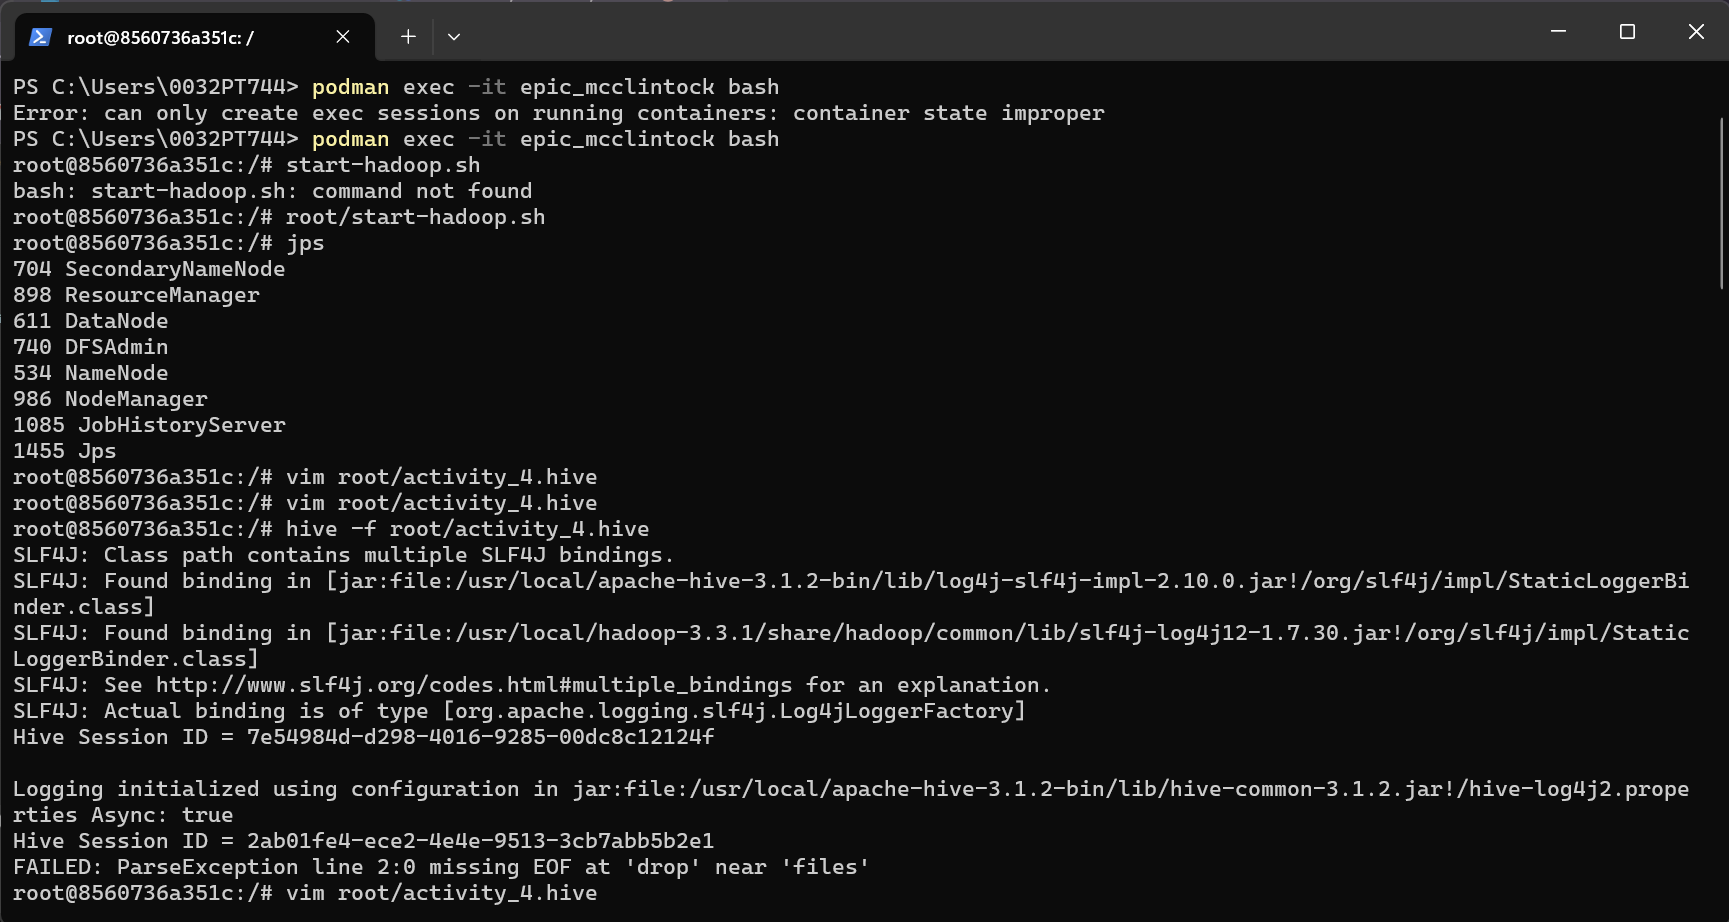 root@8560736a351c: /
PS C:\Users\0032PT744> podman exec -it epic_mcclintock bash
Error: can only create exec sessions on running containers: container state improper
PS C:\Users\0032PT744> podman exec -it epic_mcclintock bash
root@8560736a351c:/# start-hadoop.sh
bash: start-hadoop.sh: command not found
root@8560736a351c:/# root/start-hadoop.sh
root@8560736a351c:/# jps
704 SecondaryNameNode
898 ResourceManager
611 DataNode
740 DFSAdmin
534 NameNode
986 NodeManager
1085 JobHistoryServer
1455 Jps
root@8560736a351c:/# vim root/activity_4.hive
root@8560736a351c:/# vim root/activity_4.hive
root@8560736a351c:/# hive -f root/activity_4.hive
SLF4J: Class path contains multiple SLF4J bindings.
SLF4J: Found binding in [jar:file:/usr/local/apache-hive-3.1.2-bin/lib/log4j-slf4j-impl-2.10.0.jar!/org/slf4j/impl/StaticLoggerBi
nder.class]
SLF4J: Found binding in [jar:file:/usr/local/hadoop-3.3.1/share/hadoop/common/lib/slf4j-log4j12-1.7.30.jar!/org/slf4j/impl/Static
LoggerBinder.class]
SLF4J: See http://www.slf4j.org/codes.html#multiple_bindings for an explanation.
SLF4J: Actual binding is of type [org.apache.logging.slf4j.Log4jLoggerFactory]
Hive Session ID = 7e54984d-d298-4016-9285-00dc8c12124f
Logging initialized using configuration in jar:file:/usr/local/apache-hive-3.1.2-bin/lib/hive-common-3.1.2.jar!/hive-log4j2.prope
rties Async: true
Hive Session ID = 2ab01fe4-ece2-4e4e-9513-3cb7abb5b2e1
FAILED: ParseException line 2:0 missing EOF at 'drop' near 'files'
root@8560736a351c:/# vim root/activity_4.hive